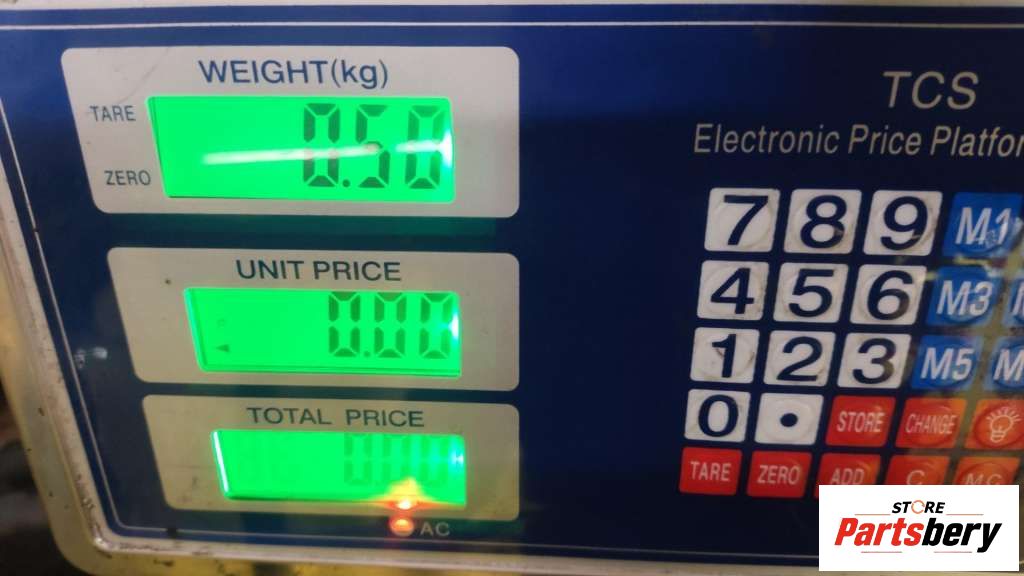 WEIGHT(kg)
TARE
0.50
ZERO
UNIT PRICE
0.00
TOTAL PRICE
0.00
AC
TCS
Electronic Price Platfor
7 8 9 M1
4 5 6 M3
1 2 3 M5 M
0 . STORE CHANGE
TARE ZERO ADD C MC
STORE
Partsbery